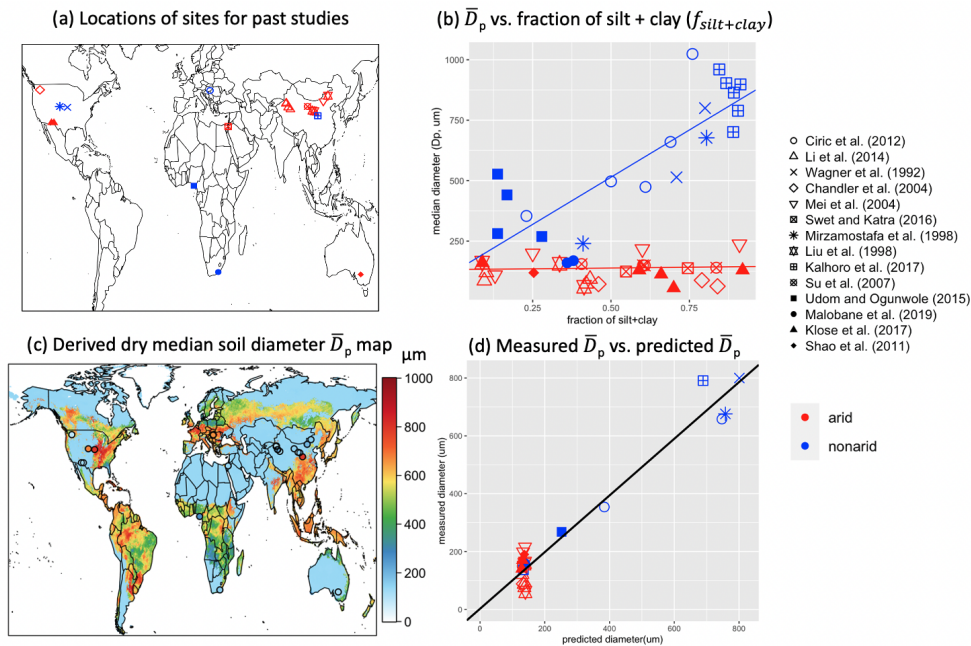 (a) Locations of sites for past studies
(b) D̅p vs. fraction of silt + clay (fsilt+clay)
1000
750
500
250
median diameter (Dp, um)
0.25
0.50
0.75
fraction of silt+clay
Ciric et al. (2012)
Li et al. (2014)
Wagner et al. (1992)
Chandler et al. (2004)
Mei et al. (2004)
Swet and Katra (2016)
Mirzamostafa et al. (1998)
Liu et al. (1998)
Kalhoro et al. (2017)
Su et al. (2007)
Udom and Ogunwole (2015)
Malobane et al. (2019)
Klose et al. (2017)
Shao et al. (2011)
(c) Derived dry median soil diameter D̅p map
μm
1000
800
600
400
200
0
(d) Measured D̅p vs. predicted D̅p
800
600
400
200
0
measured diameter(um)
0
200
400
600
800
predicted diameter(um)
arid
nonarid